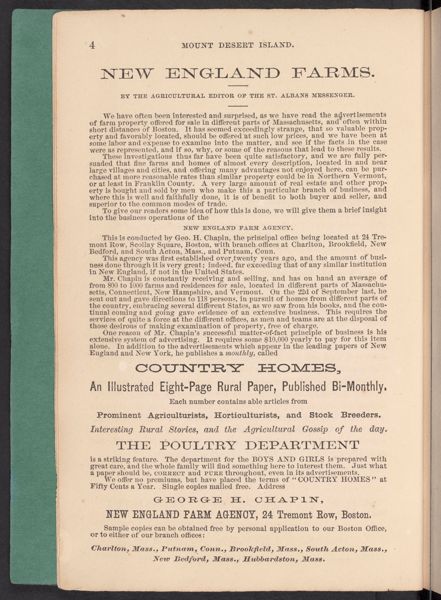 4
MOUNT DESERT ISLAND.
NEW ENGLAND FARMS.
BY THE AGRICULTURAL EDITOR OF THE ST. ALBANS MESSENGER.
We have often been interested and surprised, as we have read the advertisements
of farm property offered for sale in different parts of Massachusetts, and often within
short distances of Boston. It has seemed exceedingly strange, that so valuable prop-
erty and favorably located, should be offered at such low prices, and we have been at
some labor and expense to examine into the matter, and see if the facts in the case
were as represented, and if so, why, or some of the reasons that lead to these results.
These investigations thus far have been quite satisfactory, and we are fully per-
suaded that fine farms and homes of almost every description, located in and near
large villages and cities, and offering many advantages not enjoyed here, can be pur-
chased at more reasonable rates than similar property could be in Northern Vermont,
or at least in Franklin County. A very large amount of real estate and other prop-
erty is bought and sold by men who make this a particular branch of business, and
where this is well and faithfully done, it is of benefit to both buyer and seller, and
superior to the common modes of trade.
To give our readers some idea of how this is done, we will give them a brief insight
into the business operations of the
NEW ENGLAND FARM AGENCY.
This is conducted by Geo. H. Chapin, the principal office being located at 24 Tre-
mont Row, Scollay Square, Boston, with branch offices at Charlton, Brookfield, New
Bedford, and South Acton, Mass., and Putnam, Conn.
This agency was first established over twenty years ago, and the amount of busi-
ness done through it is very great; indeed, far exceeding that of any similar institution
in New England, if not in the United States.
Mr. Chapin is constantly receiving and selling, and has on hand an average of
from 800 to 1000 farms and residences for sale, located in different parts of Massachu-
setts, Connecticut, New Hampshire, and Vermont. On the 22d of September last, he
sent out and gave directions to 118 persons, in pursuit of homes from different parts of
the country, embracing several different States, as we saw from his books, and the con-
tinual coming and going gave evidence of an extensive business. This requires the
services of quite a force at the different offices, as men and teams are at the disposal of
those desirous of making examination of property, free of charge.
One reason of Mr. Chapin's successful matter-of-fact principle of business is his
extensive system of advertising. It requires some $10,000 yearly to pay for this item
alone. In addition to the advertisements which appear in the leading papers of New
England and New York, he publishes a monthly, called
COUNTRY HOMES,
An Illustrated Eight-Page Rural Paper, Published Bi-Monthly.
Each number contains able articles from
Prominent Agriculturists, Horticulturists, and Stock Breeders.
Interesting Rural Stories, and the Agricultural Gossip of the day.
THE POULTRY DEPARTMENT
is a striking feature. The department for the BOYS AND GIRLS is prepared with
great care, and the whole family will find something here to interest them. Just what
a paper should be, CORRECT and PURE throughout, even in its advertisements.
We offer no premiums, but have placed the terms of "COUNTRY HOMES" at
Fifty Cents a Year. Single copies mailed free. Address
GEORGE H. CHAPIN,
NEW ENGLAND FARM AGENCY, 24 Tremont Row, Boston.
Sample copies can be obtained free by personal application to our Boston Office,
or to either of our branch offices:
Charlton, Mass., Putnam, Conn., Brookfield, Mass., South Acton, Mass.,
New Bedford, Mass., Hubbardston, Mass.